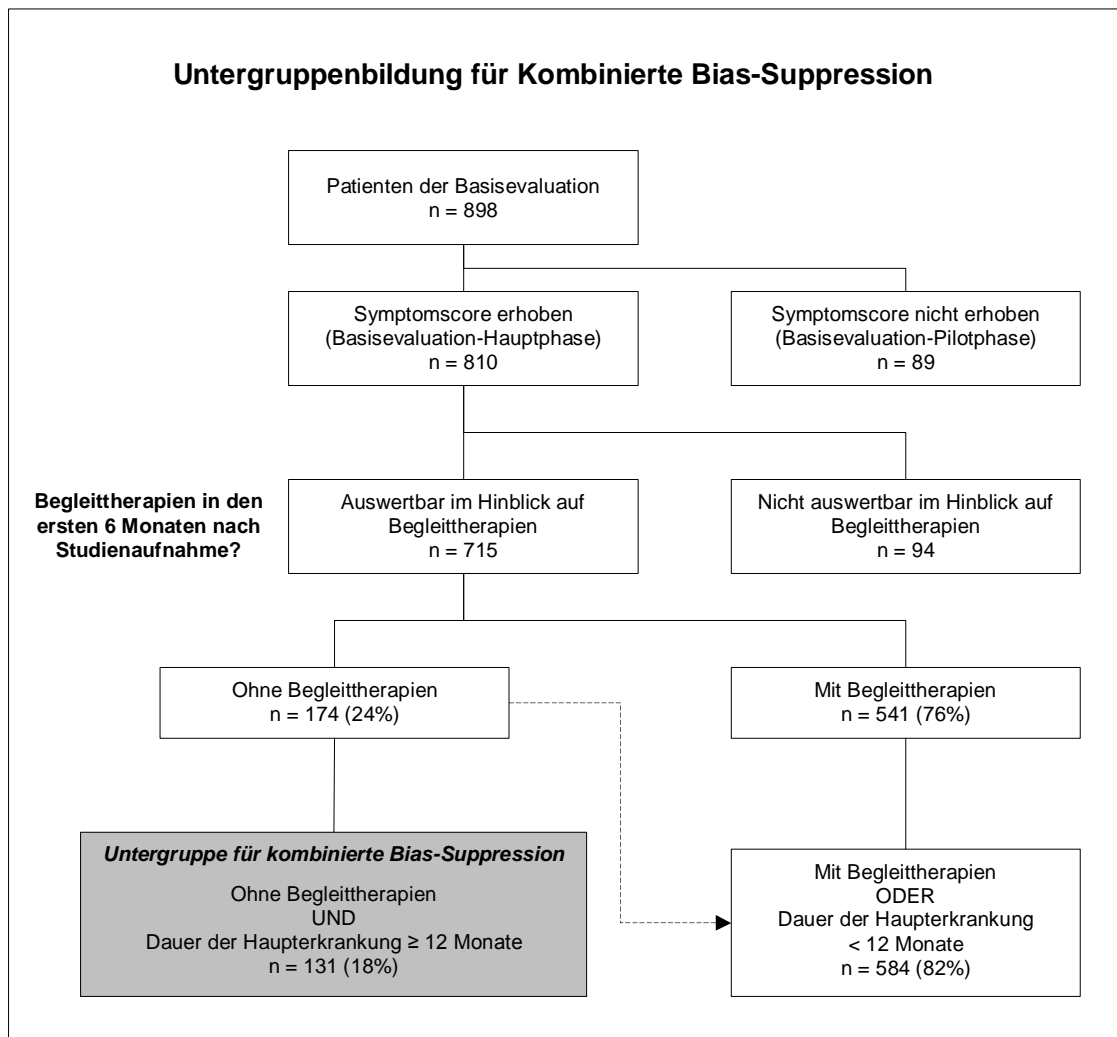 Untergruppenbildung für Kombinierte Bias-Suppression
Patienten der Basisevaluation
n = 898
Symptomscore erhoben
(Basisevaluation-Hauptphase)
n = 810
Symptomscore nicht erhoben
(Basisevaluation-Pilotphase)
n = 89
Begleittherapien in den
ersten 6 Monaten nach
Studienaufnahme?
Auswertbar im Hinblick auf
Begleittherapien
n = 715
Nicht auswertbar im Hinblick auf
Begleittherapien
n = 94
Ohne Begleittherapien
n = 174 (24%)
Mit Begleittherapien
n = 541 (76%)
Untergruppe für kombinierte Bias-Suppression
Ohne Begleittherapien
UND
Dauer der Haupterkrankung ≥ 12 Monate
n = 131 (18%)
Mit Begleittherapien
ODER
Dauer der Haupterkrankung
< 12 Monate
n = 584 (82%)